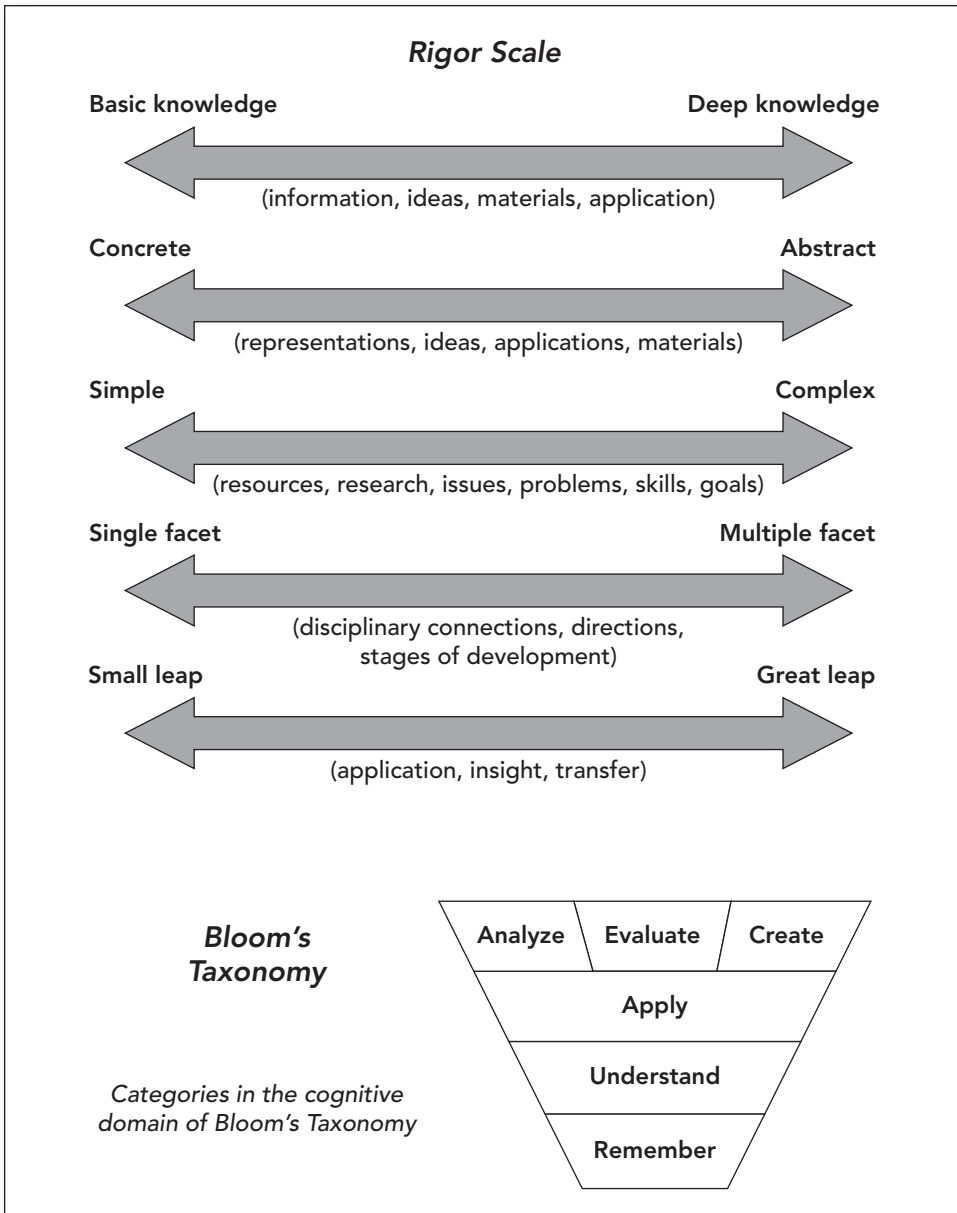 Rigor Scale
Basic knowledge
Deep knowledge
(information, ideas, materials, application)
Concrete
Abstract
(representations, ideas, applications, materials)
Simple
Complex
(resources, research, issues, problems, skills, goals)
Single facet
Multiple facet
(disciplinary connections, directions,
stages of development)
Small leap
Great leap
(application, insight, transfer)
Bloom's
Taxonomy
Categories in the cognitive
domain of Bloom's Taxonomy
Analyze
Evaluate
Create
Apply
Understand
Remember